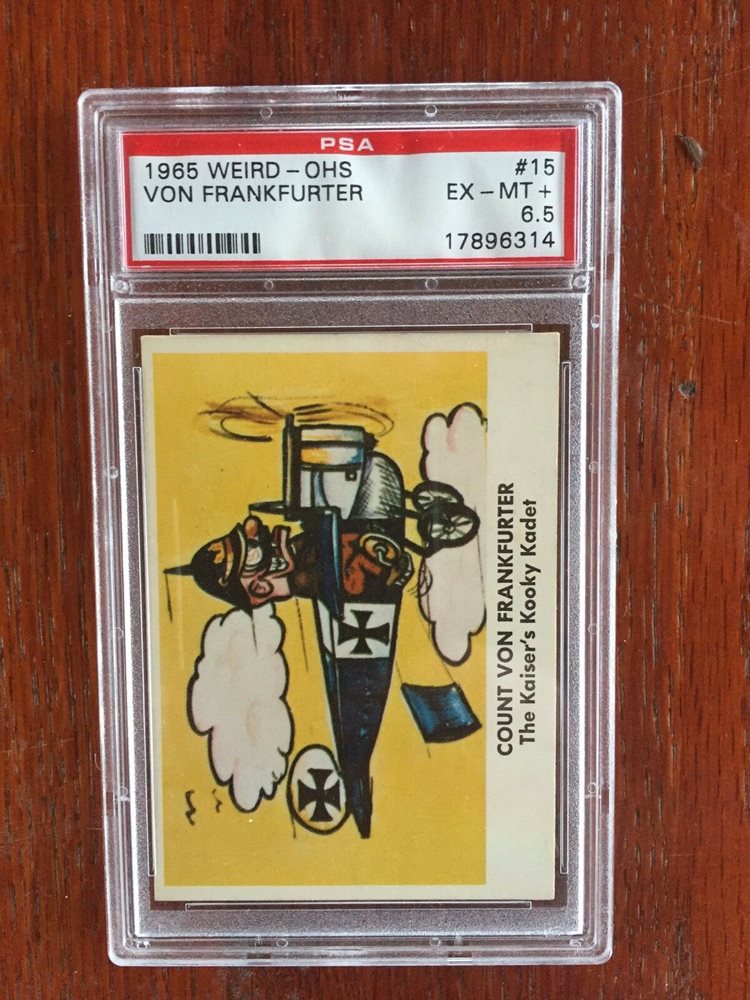 PSA
1965 WEIRD-OHS #15
VON FRANKFURTER EX-MT+
6.5
17896314
COUNT VON FRANKFURTER
The Kaiser's Kooky Kadet